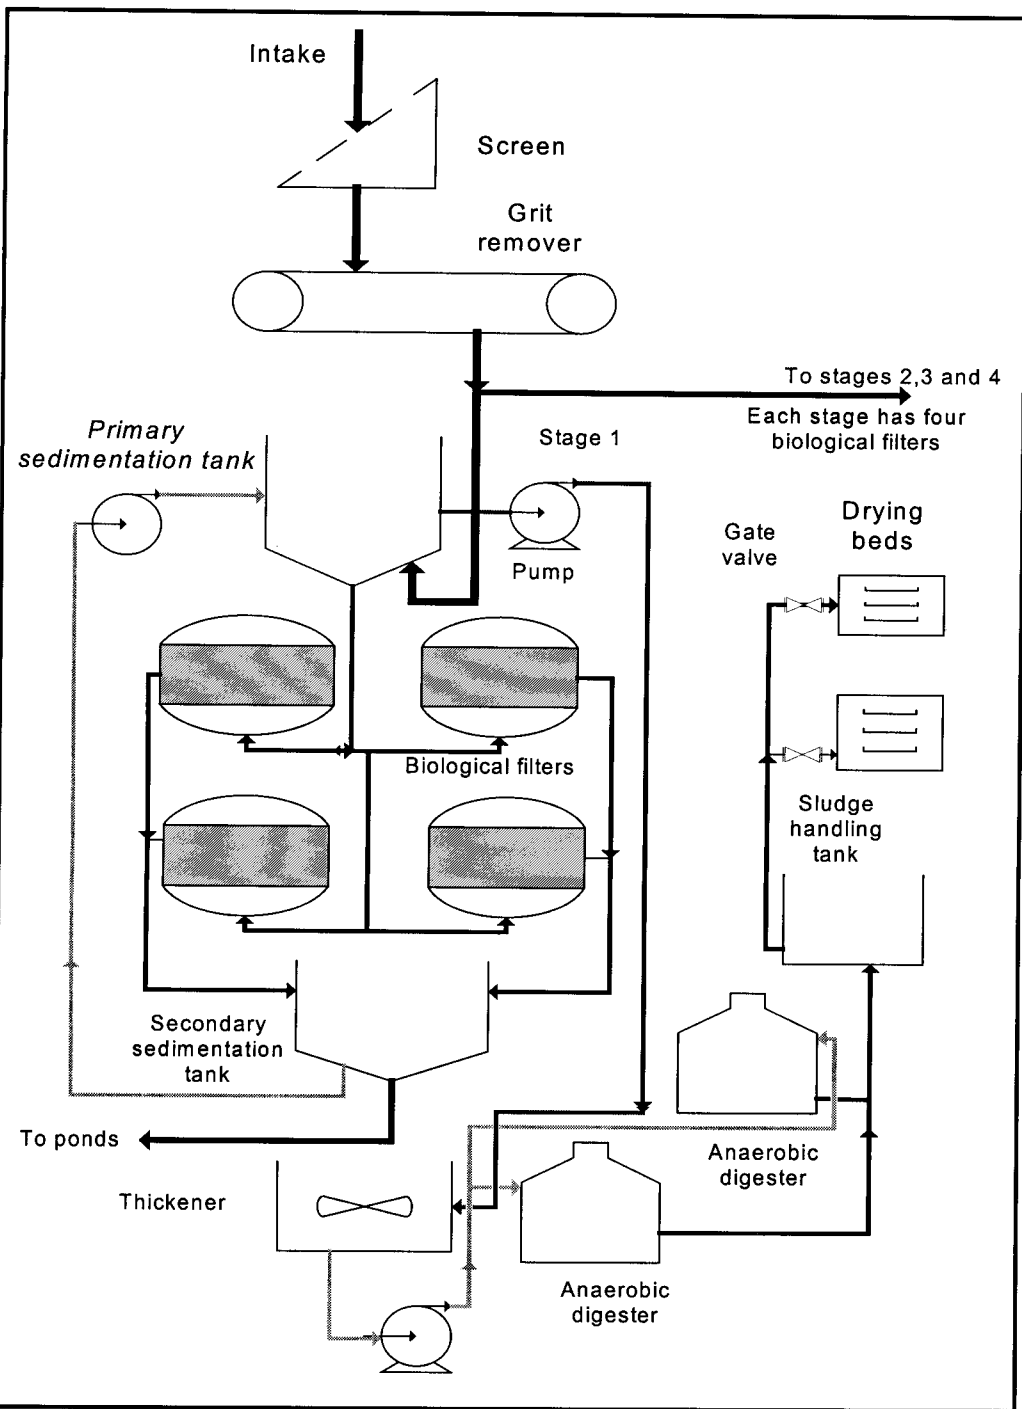 Intake
Screen
Grit
remover
To stages 2,3 and 4
Each stage has four
biological filters
Primary
sedimentation tank
Stage 1
Pump
Gate
valve
Drying
beds
Biological filters
Sludge
handling
tank
Secondary
sedimentation
tank
To ponds
Thickener
Anaerobic
digester
Anaerobic
digester